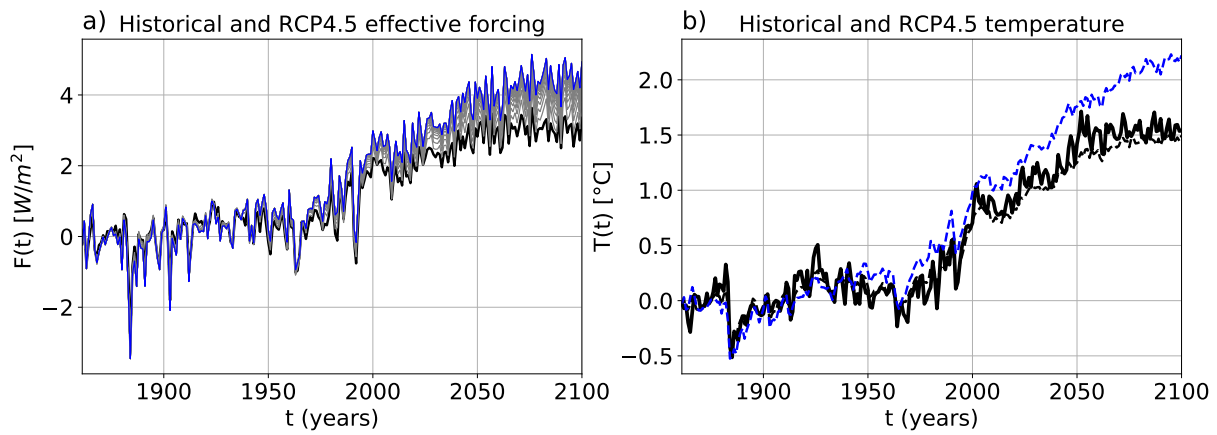 a) Historical and RCP4.5 effective forcing
F(t) [W/m²]
4
2
0
−2
1900 1950 2000 2050 2100
t (years)
b) Historical and RCP4.5 temperature
T(t) [°C]
2.0
1.5
1.0
0.5
0.0
−0.5
1900 1950 2000 2050 2100
t (years)